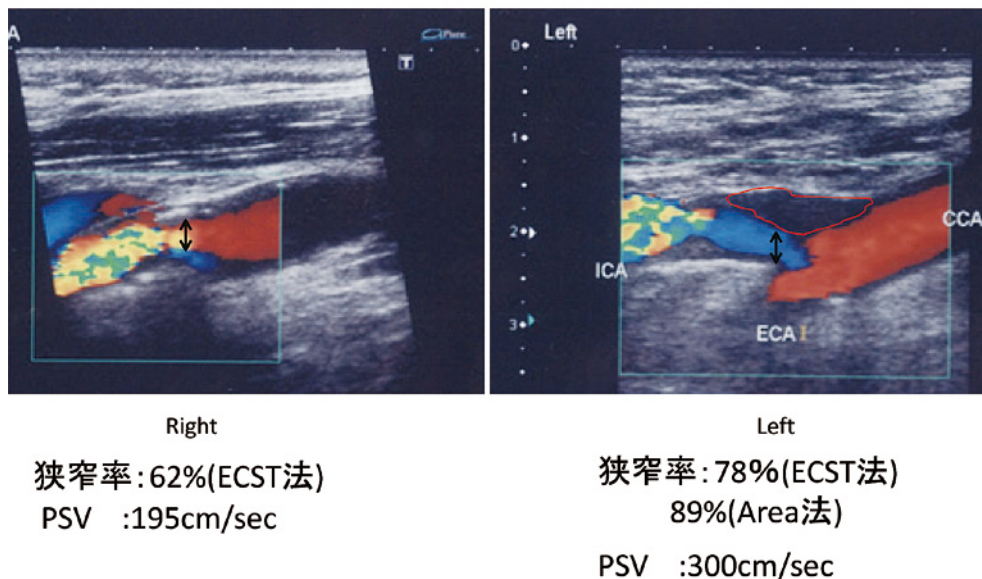 A
aPure
T
Left
0
1
2
3
CCA
ICA
ECA I
Right
狭窄率:62%(ECST法)
PSV :195cm/sec
Left
狭窄率:78%(ECST法)
89%(Area法)
PSV :300cm/sec